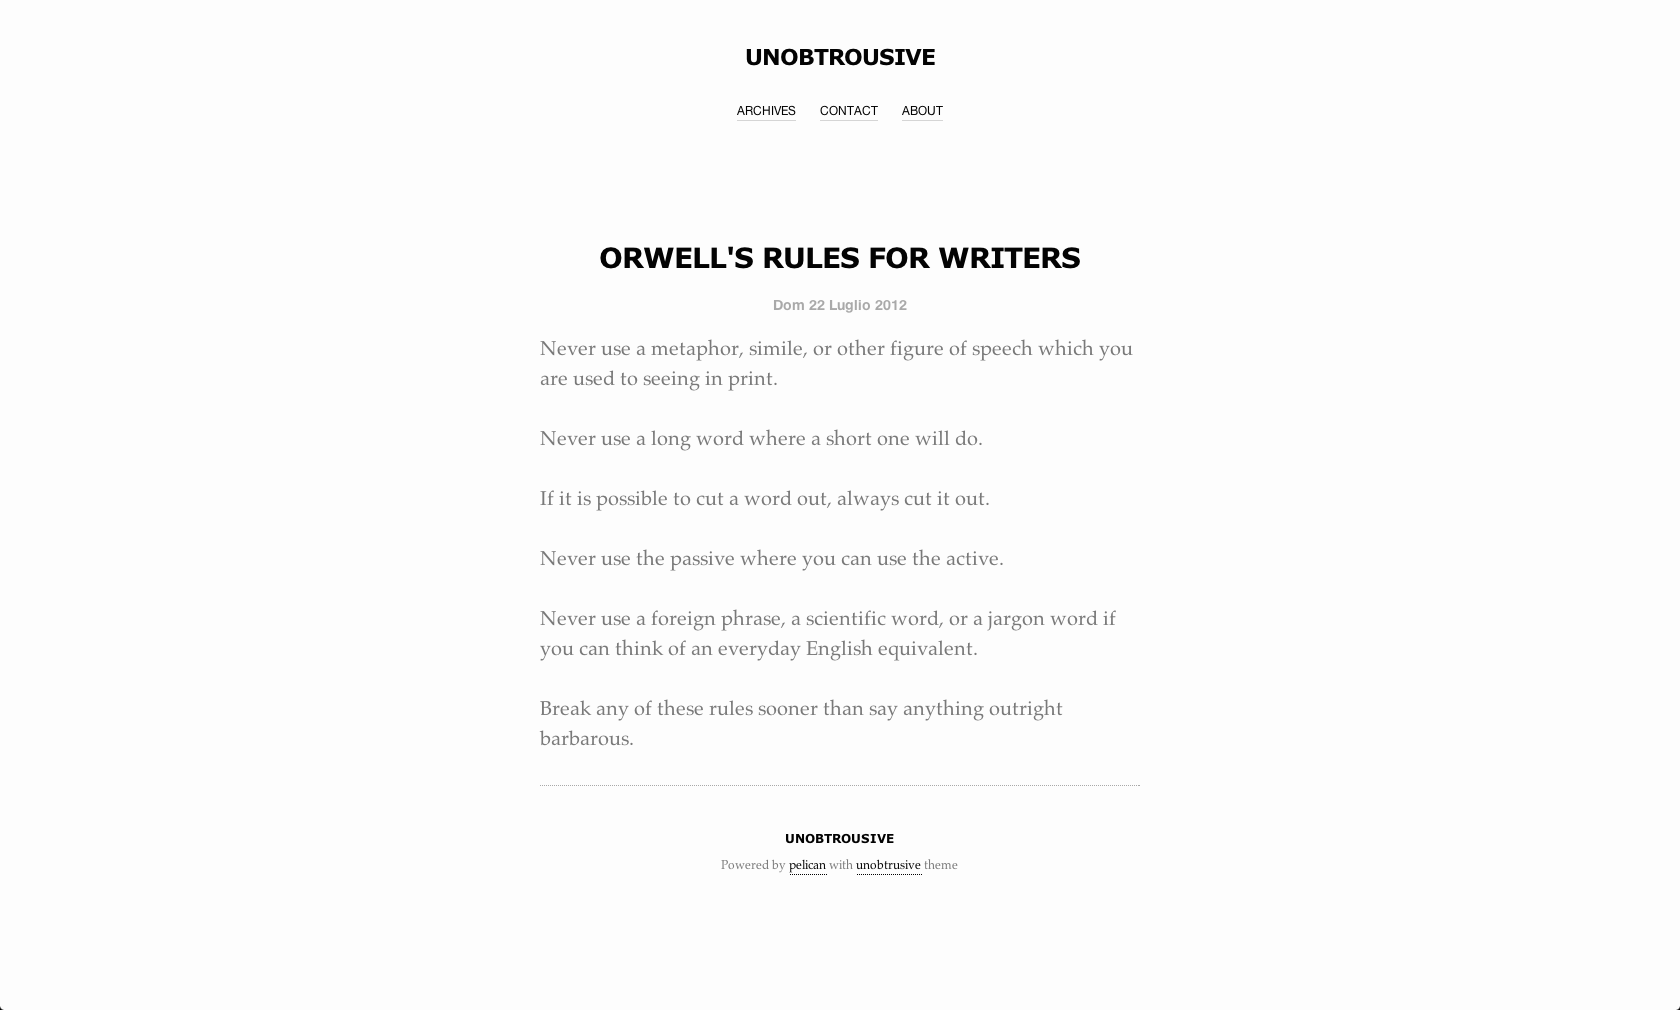 UNOBTROUSIVE
ARCHIVES CONTACT ABOUT
ORWELL'S RULES FOR WRITERS
Dom 22 Luglio 2012
Never use a metaphor, simile, or other figure of speech which you
are used to seeing in print.
Never use a long word where a short one will do.
If it is possible to cut a word out, always cut it out.
Never use the passive where you can use the active.
Never use a foreign phrase, a scientific word, or a jargon word if
you can think of an everyday English equivalent.
Break any of these rules sooner than say anything outright
barbarous.
UNOBTROUSIVE
Powered by pelican with unobtrusive theme